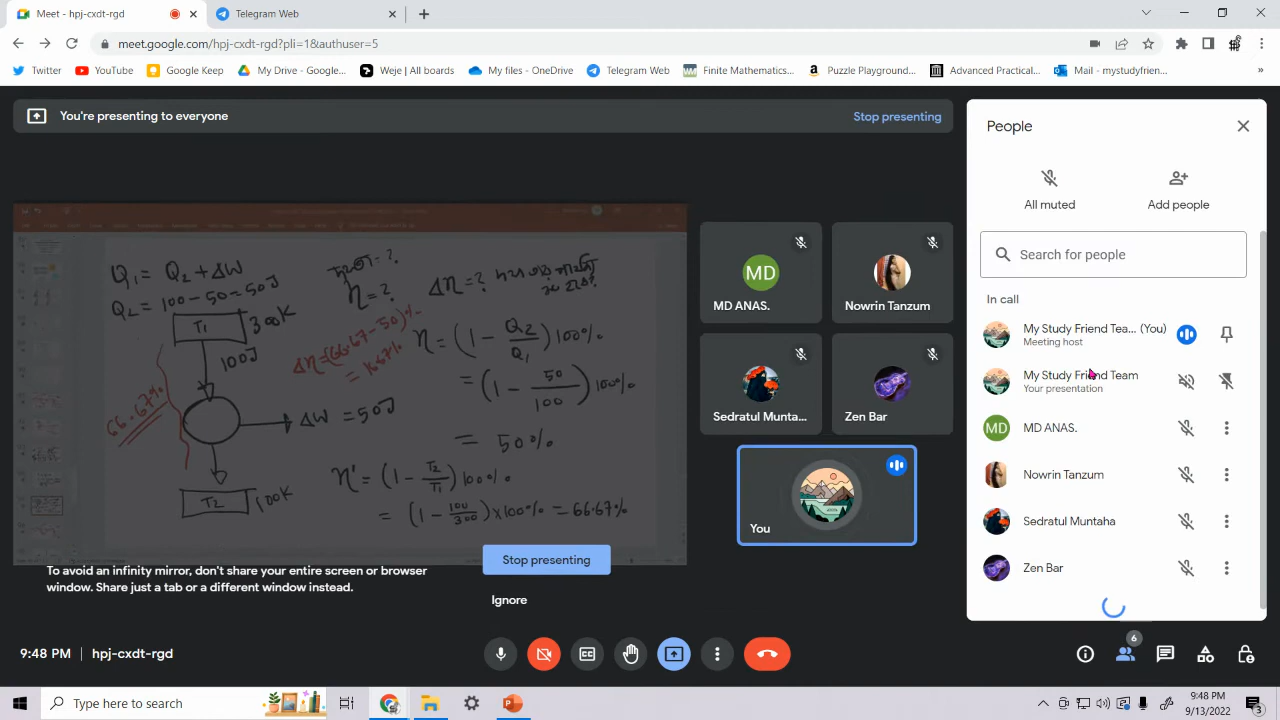 Meet - hpj-cxdt-rgd
Telegram Web
meet.google.com/hpj-cxdt-rgd?pli=1&authuser=5
Twitter
YouTube
Google Keep
My Drive - Google...
Weje | All boards
My files - OneDrive
Telegram Web
Finite Mathematics...
Puzzle Playground...
Advanced Practical...
Mail - mystudyfrien...
»
You're presenting to everyone
Stop presenting
Q₁ = Q₂ + ΔW
Q₂ = 100 - 50 = 50J
T₁
300K
100J
ΔW = 50J
66.67%
T₂
100K
η = ?
Δη = ?
Δη = (66.67 - 50)%
η = (1 - Q₂/Q₁) 100%
= (1 - 50/100) 100%
= 50%
η' = (1 - T₂/T₁) 100%
= (1 - 100/300) × 100% = 66.67%
To avoid an infinity mirror, don't share your entire screen or browser
window. Share just a tab or a different window instead.
Stop presenting
Ignore
MD
MD ANAS.
Nowrin Tanzum
Sedratul Munta...
Zen Bar
You
People
All muted
Add people
Search for people
In call
My Study Friend Tea... (You)
Meeting host
My Study Friend Team
Your presentation
MD
MD ANAS.
Nowrin Tanzum
Sedratul Muntaha
Zen Bar
9:48 PM
hpj-cxdt-rgd
6
Type here to search
9:48 PM
9/13/2022
3